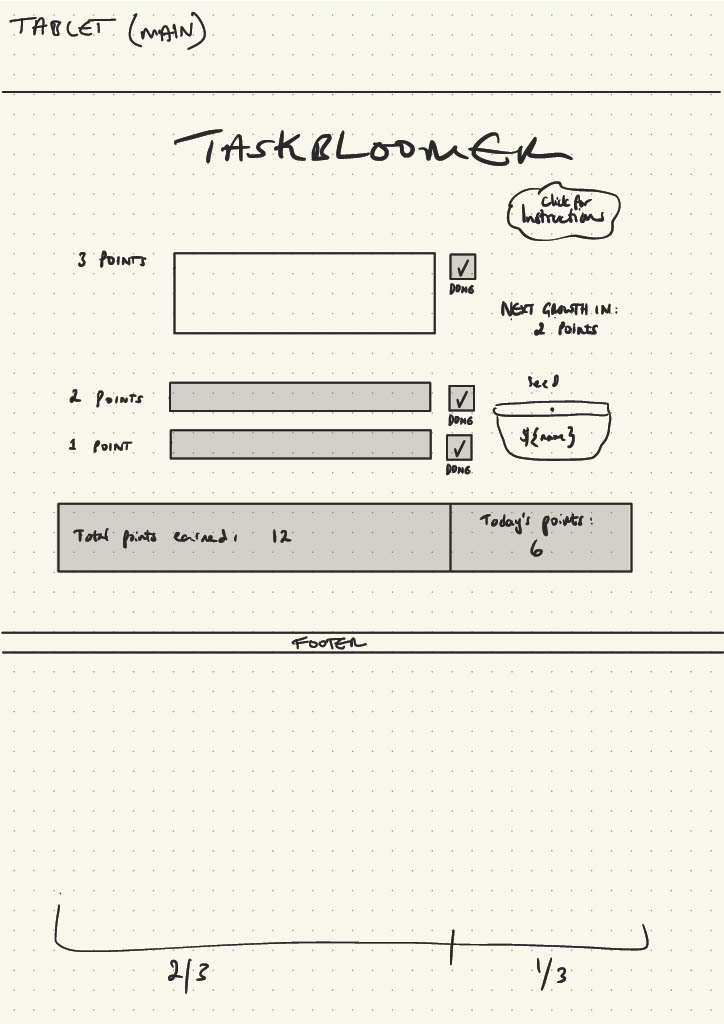 TABLET (MAIN)
TASKBLOOMER
Click for
Instructions
3 POINTS
DONE
NEXT GROWTH IN:
2 POINTS
2 POINTS
DONE
Seed
${name}
1 POINT
DONE
Total points earned: 12
Today's points:
6
FOOTER
2/3
1/3